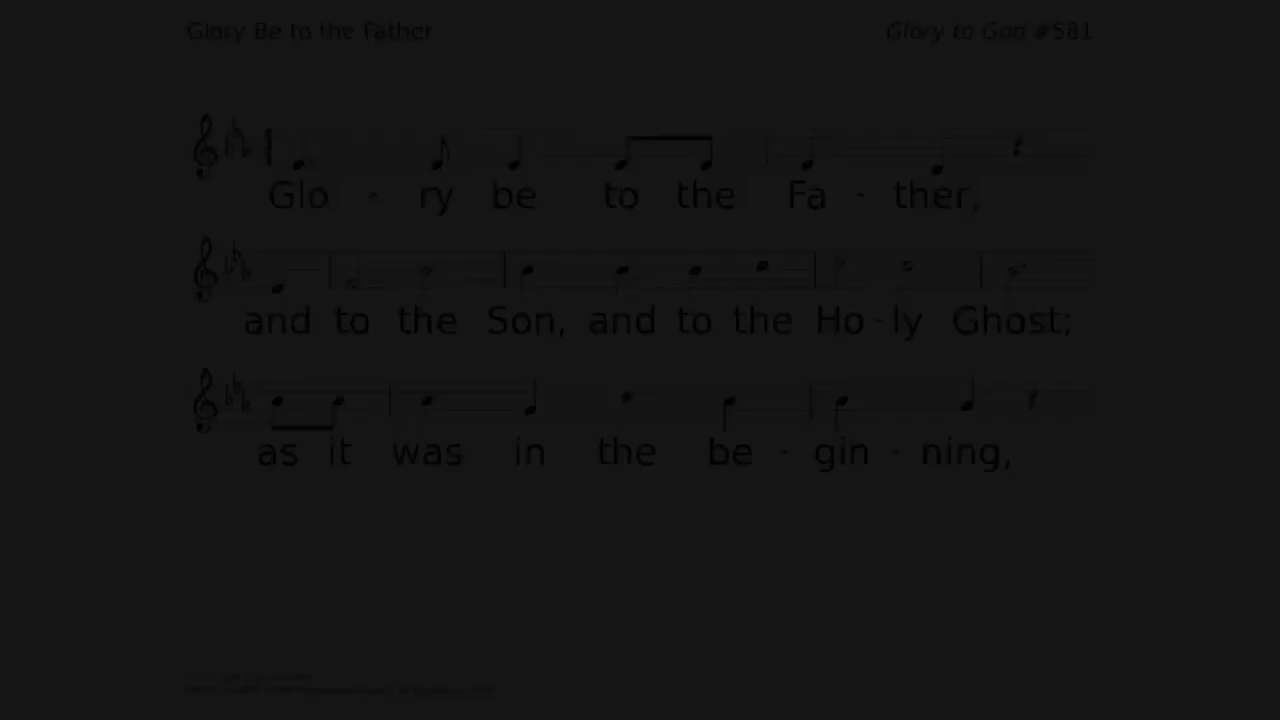 Glory Be to the Father
Glory to God #581
Glo - ry be to the Fa - ther,
and to the Son, and to the Ho - ly Ghost;
as it was in the be - gin - ning,